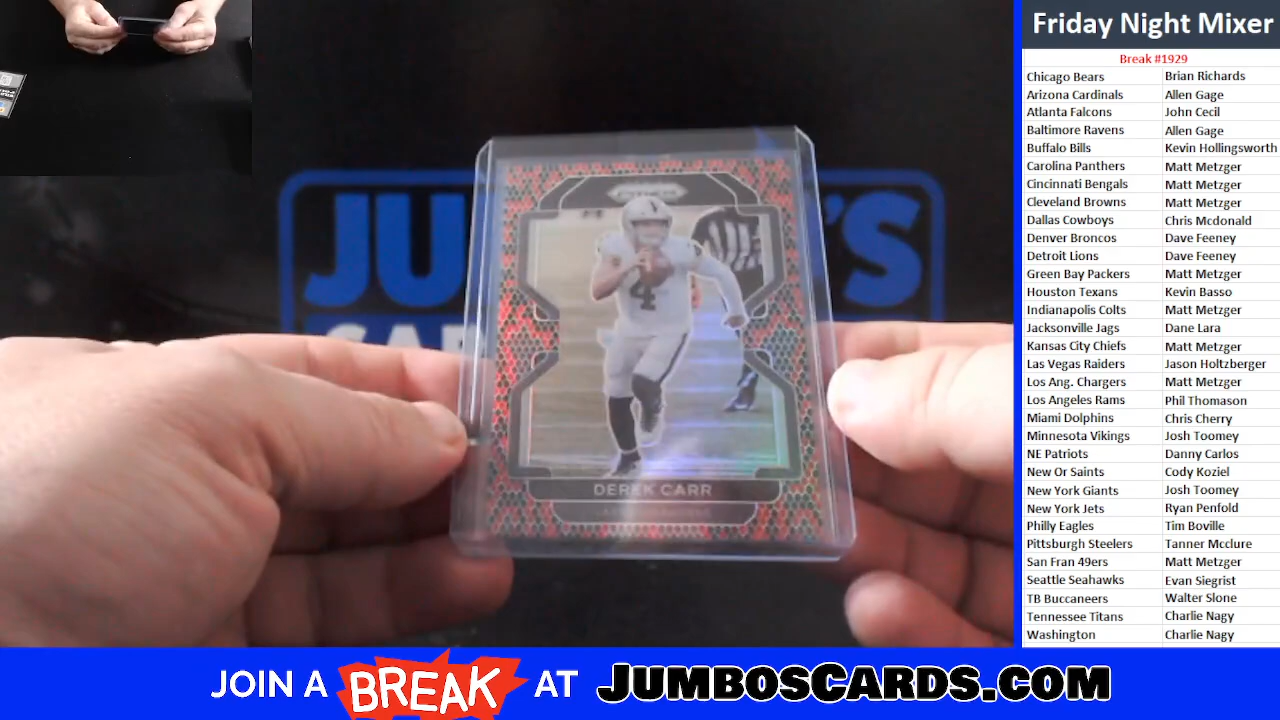 Friday Night Mixer
Break #1929
Chicago Bears Brian Richards
Arizona Cardinals Allen Gage
Atlanta Falcons John Cecil
Baltimore Ravens Allen Gage
Buffalo Bills Kevin Hollingsworth
Carolina Panthers Matt Metzger
Cincinnati Bengals Matt Metzger
Cleveland Browns Matt Metzger
Dallas Cowboys Chris Mcdonald
Denver Broncos Dave Feeney
Detroit Lions Dave Feeney
Green Bay Packers Matt Metzger
Houston Texans Kevin Basso
Indianapolis Colts Matt Metzger
Jacksonville Jags Dane Lara
Kansas City Chiefs Matt Metzger
Las Vegas Raiders Jason Holtzberger
Los Ang. Chargers Matt Metzger
Los Angeles Rams Phil Thomason
Miami Dolphins Chris Cherry
Minnesota Vikings Josh Toomey
NE Patriots Danny Carlos
New Or Saints Cody Koziel
New York Giants Josh Toomey
New York Jets Ryan Penfold
Philly Eagles Tim Boville
Pittsburgh Steelers Tanner Mcclure
San Fran 49ers Matt Metzger
Seattle Seahawks Evan Siegrist
TB Buccaneers Walter Slone
Tennessee Titans Charlie Nagy
Washington Charlie Nagy
PRIZM
4
DEREK CARR
JOIN A BREAK AT JUMBOSCARDS.COM